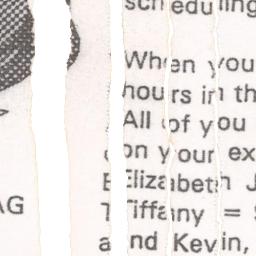 scheduling
When you
hours in th
All of you
on your ex
Elizabeth J
AG
Tiffany = S
and Kevin,